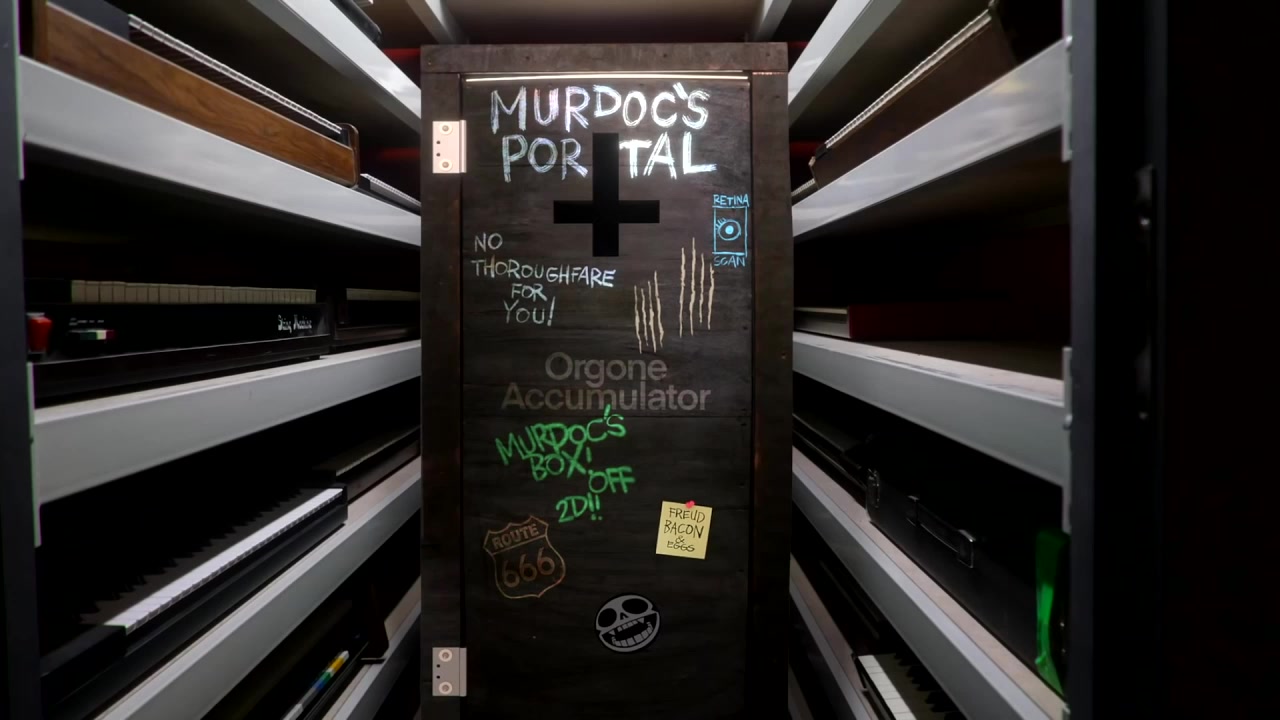 MURDOC'S
PORTAL
RETINA
SCAN
NO
THOROUGHFARE
FOR
YOU!
Orgone
Accumulator
MURDOC'S
BOX!
OFF
2D!!
FREUD
BACON
&
EGGS
ROUTE
666